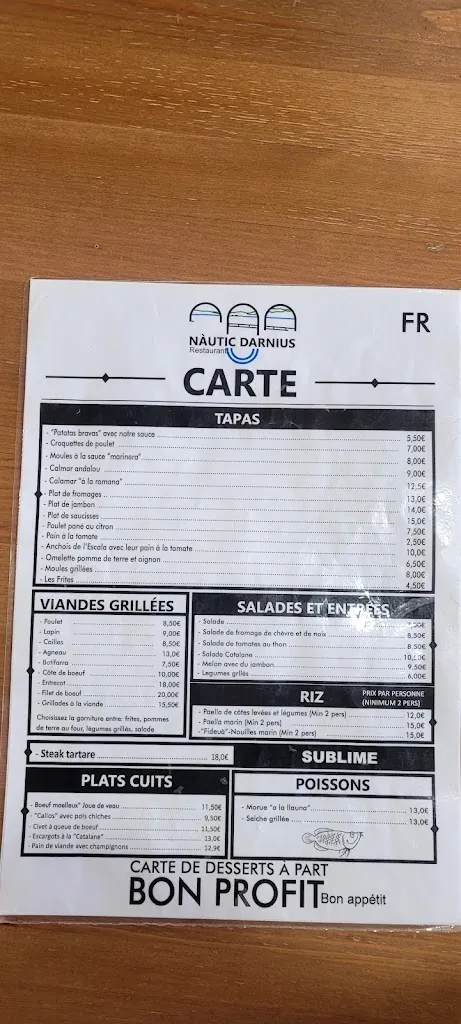 FR
NÀUTIC DARNIUS
Restaurant
CARTE
TAPAS
- "Patatas bravas" avec notre sauce 5,50€
- Croquettes de poulet 7,00€
- Moules à la sauce "marinera" 8,00€
- Calmar andalou 9,00€
- Calamar "à la romana" 12,5€
- Plat de fromages 13,0€
- Plat de jambon 14,0€
- Plat de saucisses 15,0€
- Poulet pané au citron 7,50€
- Pain à la tomate 2,50€
- Anchois de l'Escala avec leur pain à la tomate 10,0€
- Omelette pomme de terre et oignon 6,50€
- Moules grillées 8,00€
- Les Frites 4,50€
VIANDES GRILLÉES
- Poulet 8,50€
- Lapin 9,00€
- Cailles 8,50€
- Agneau 13,0€
- Botifarra 7,50€
- Côte de boeuf 10,00€
- Entrecot 18,00€
- Filet de boeuf 20,00€
- Grillades à la viande 15,50€
Choisissez la garniture entre: frites, pommes
de terre au four, légumes grillés, salade
SALADES ET ENTRÉES
- Salade
- Salade de fromage de chèvre et de noix 8,50€
- Salade de tomates au thon 8,50€
- Salade Catalane
- Melon avec du jambon 9,50€
- Legumes grillés 6,00€
RIZ
PRIX PAR PERSONNE
(NINIMUM 2 PERS)
- Paella de côtes levées et légumes (Min 2 pers) 12,0€
- Paella marin (Min 2 pers) 15,0€
- "Fideuà"-Nouilles marin (Min 2 pers) 15,0€
- Steak tartare 18,0€
SUBLIME
PLATS CUITS
- Boeuf moelleux" Joue de veau 11,50€
- "Callos" avec pois chiches 9,50€
- Civet à queue de boeuf 11,50€
- Escargots à la "Catalane" 13,0€
- Pain de viande avec champignons 12,9€
POISSONS
- Morue "a la llauna" 13,0€
- Seiche grillée 13,0€
CARTE DE DESSERTS À PART
BON PROFIT Bon appétit